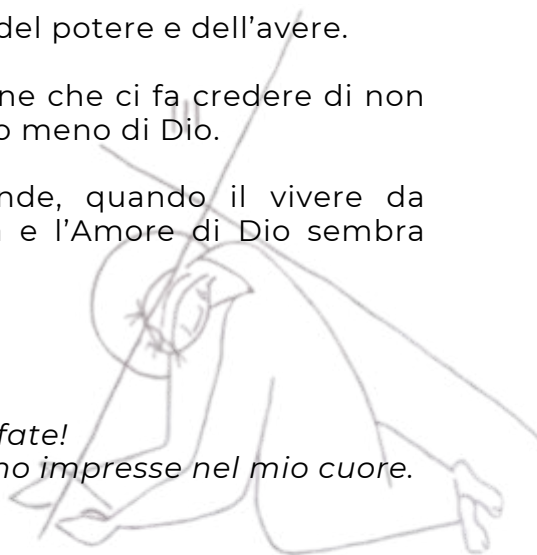 del potere e dell’avere.
ne che ci fa credere di non
o meno di Dio.
nde, quando il vivere da
e l’Amore di Dio sembra
fate!
no impresse nel mio cuore.